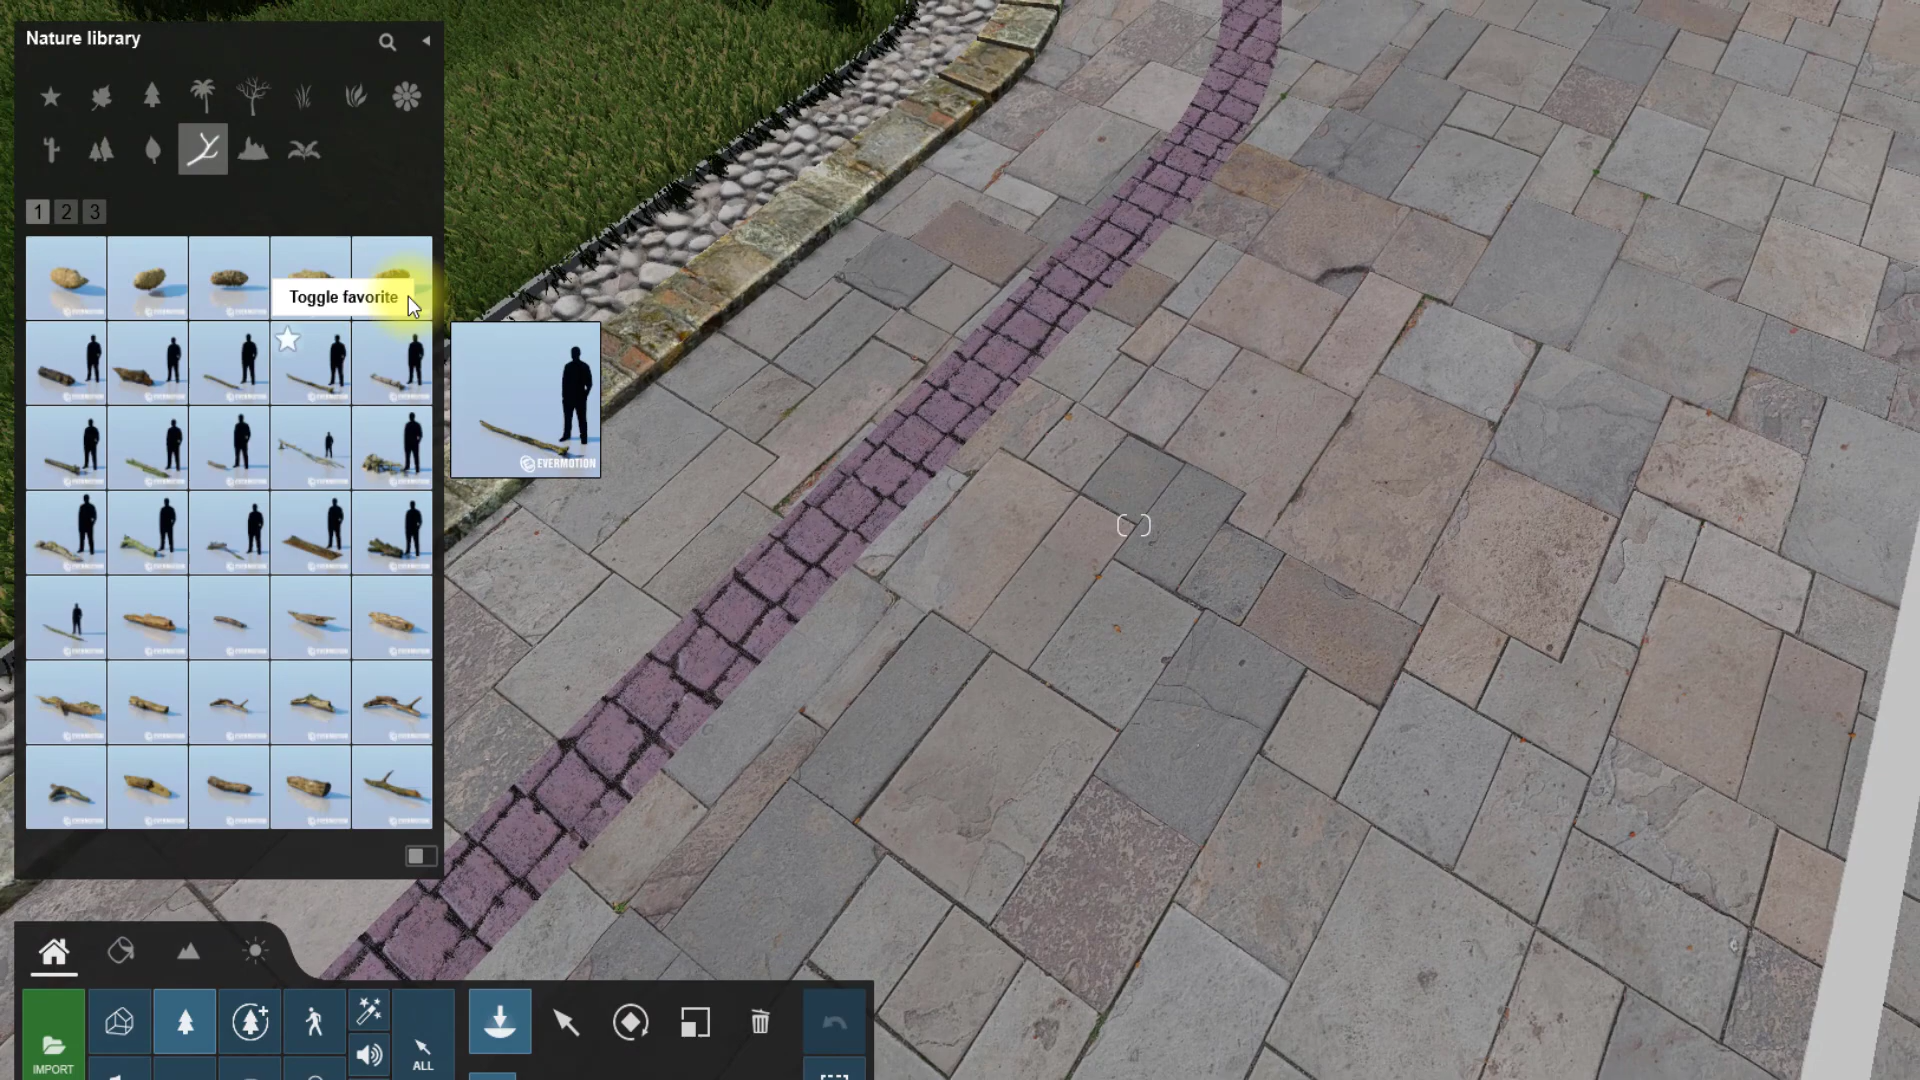 Nature library
1 2 3
Toggle favorite
EVERMOTION
IMPORT
ALL